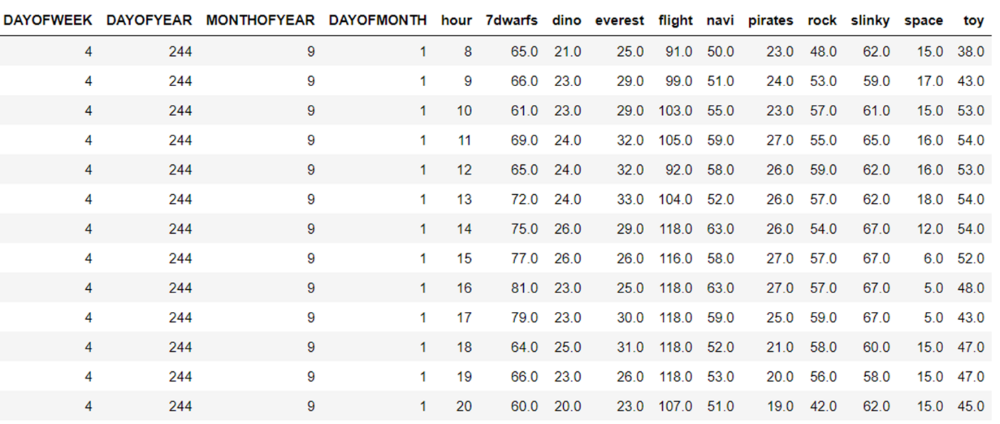 DAYOFWEEK DAYOFYEAR MONTHOFYEAR DAYOFMONTH hour 7dwarfs dino everest flight navi pirates rock slinky space toy
4 244 9 1 8 65.0 21.0 25.0 91.0 50.0 23.0 48.0 62.0 15.0 38.0
4 244 9 1 9 66.0 23.0 29.0 99.0 51.0 24.0 53.0 59.0 17.0 43.0
4 244 9 1 10 61.0 23.0 29.0 103.0 55.0 23.0 57.0 61.0 15.0 53.0
4 244 9 1 11 69.0 24.0 32.0 105.0 59.0 27.0 55.0 65.0 16.0 54.0
4 244 9 1 12 65.0 24.0 32.0 92.0 58.0 26.0 59.0 62.0 16.0 53.0
4 244 9 1 13 72.0 24.0 33.0 104.0 52.0 26.0 57.0 62.0 18.0 54.0
4 244 9 1 14 75.0 26.0 29.0 118.0 63.0 26.0 54.0 67.0 12.0 54.0
4 244 9 1 15 77.0 26.0 26.0 116.0 58.0 27.0 57.0 67.0 6.0 52.0
4 244 9 1 16 81.0 23.0 25.0 118.0 63.0 27.0 57.0 67.0 5.0 48.0
4 244 9 1 17 79.0 23.0 30.0 118.0 59.0 25.0 59.0 67.0 5.0 43.0
4 244 9 1 18 64.0 25.0 31.0 118.0 52.0 21.0 58.0 60.0 15.0 47.0
4 244 9 1 19 66.0 23.0 26.0 118.0 53.0 20.0 56.0 58.0 15.0 47.0
4 244 9 1 20 60.0 20.0 23.0 107.0 51.0 19.0 42.0 62.0 15.0 45.0